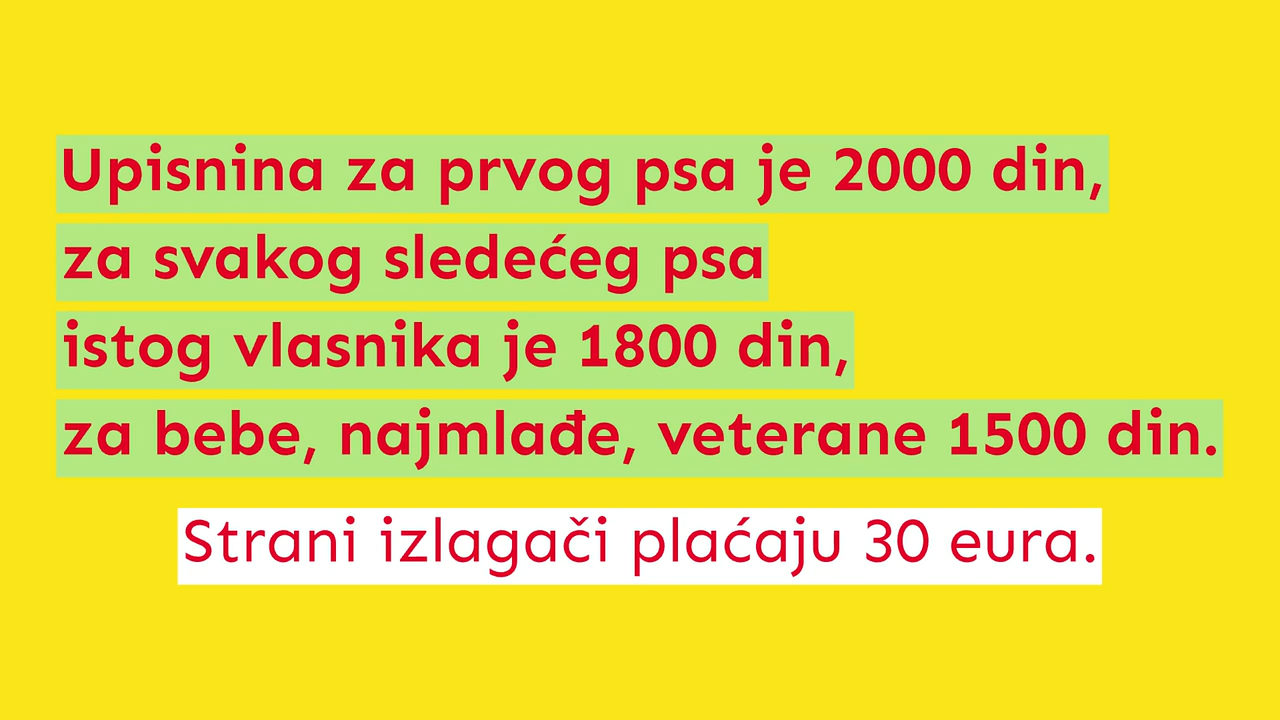 Upisnina za prvog psa je 2000 din,
za svakog sledećeg psa
istog vlasnika je 1800 din,
za bebe, najmlađe, veterane 1500 din.
Strani izlagači plaćaju 30 eura.